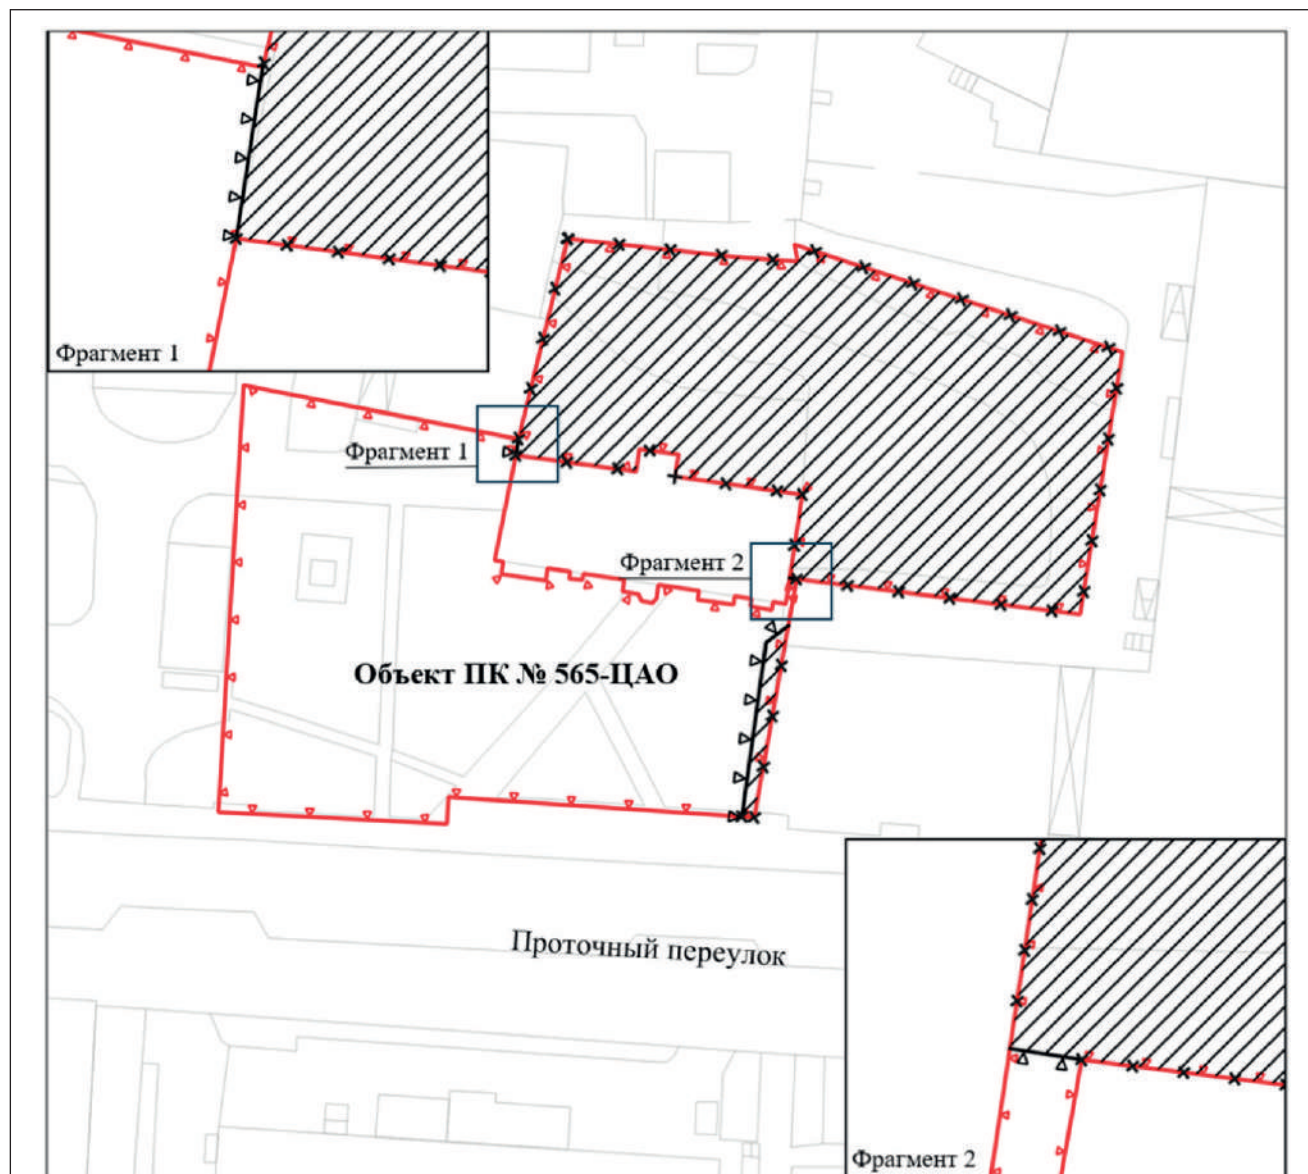 Фрагмент 1
Фрагмент 1
Фрагмент 2
Объект ПК № 565-ЦАО
Проточный переулок
Фрагмент 2